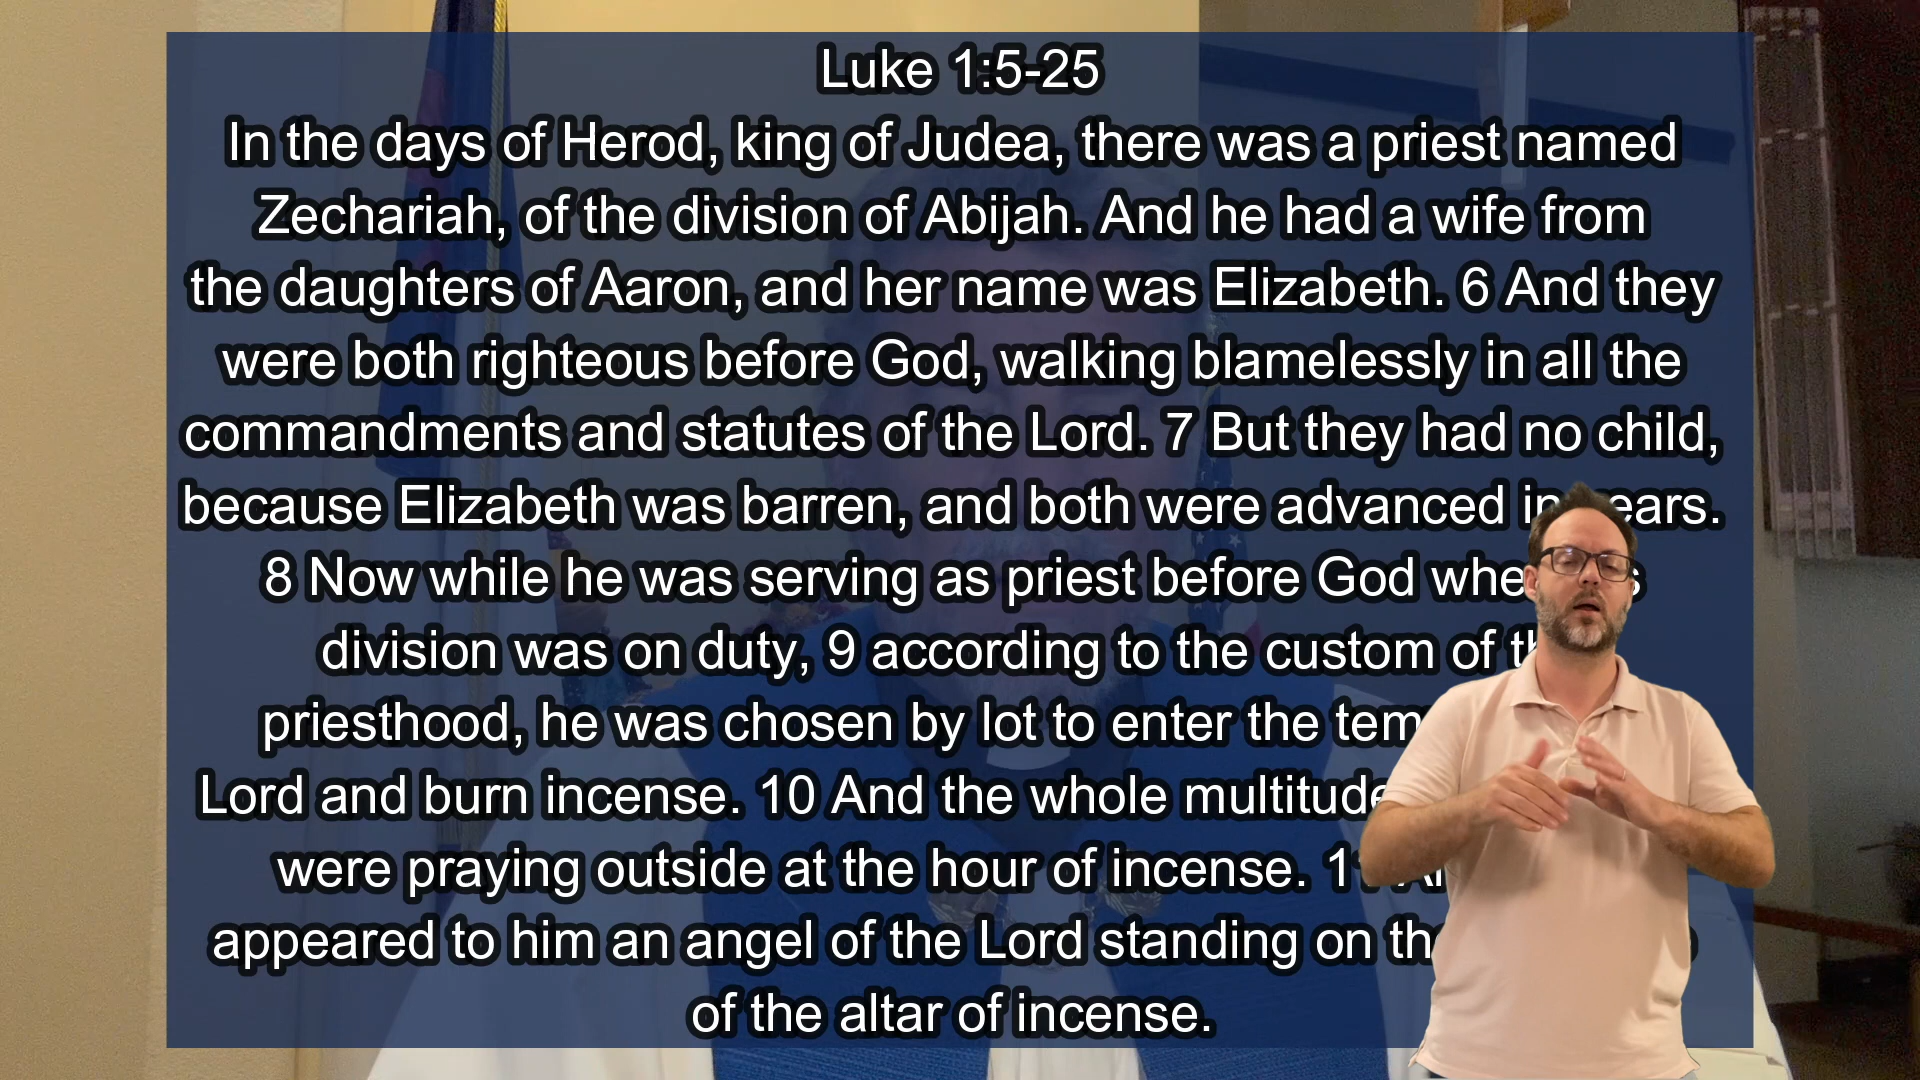 Luke 1:5-25
In the days of Herod, king of Judea, there was a priest named
Zechariah, of the division of Abijah. And he had a wife from
the daughters of Aaron, and her name was Elizabeth. 6 And they
were both righteous before God, walking blamelessly in all the
commandments and statutes of the Lord. 7 But they had no child,
because Elizabeth was barren, and both were advanced in
8 Now while he was serving as priest before God
division was on duty, 9 according to the custom of
priesthood, he was chosen by lot to enter the
Lord and burn incense. 10 And the whole multitude
were praying outside at the hour of incense.
appeared to him an angel of the Lord standing on
of the altar of incense.